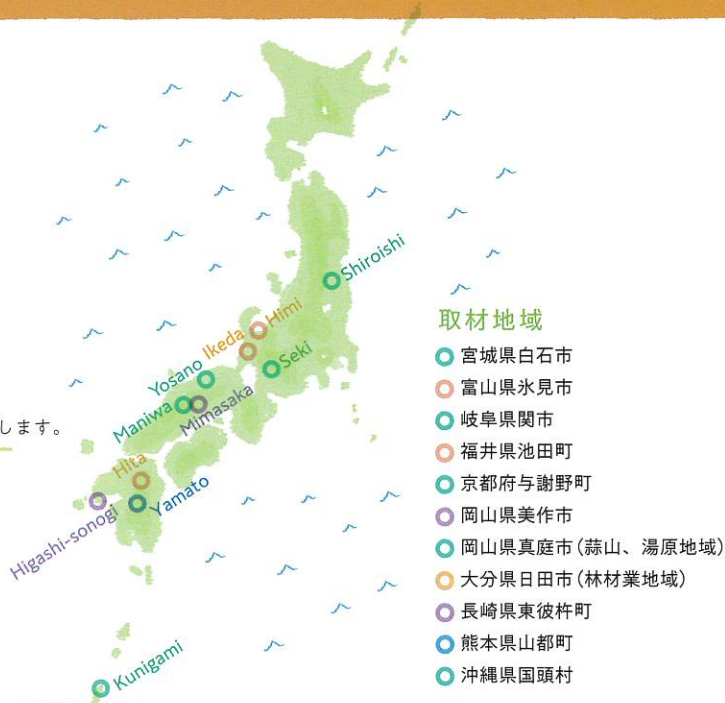 Shiroishi
Himi
Ikeda
Seki
Yosano
Maniwa
Mimasaka
します。
Hita
Yamato
Higashi-sonogi
Kunigami
取材地域
宮城県白石市
富山県氷見市
岐阜県関市
福井県池田町
京都府与謝野町
岡山県美作市
岡山県真庭市(蒜山、湯原地域)
大分県日田市(林材業地域)
長崎県東彼杵町
熊本県山都町
沖縄県国頭村